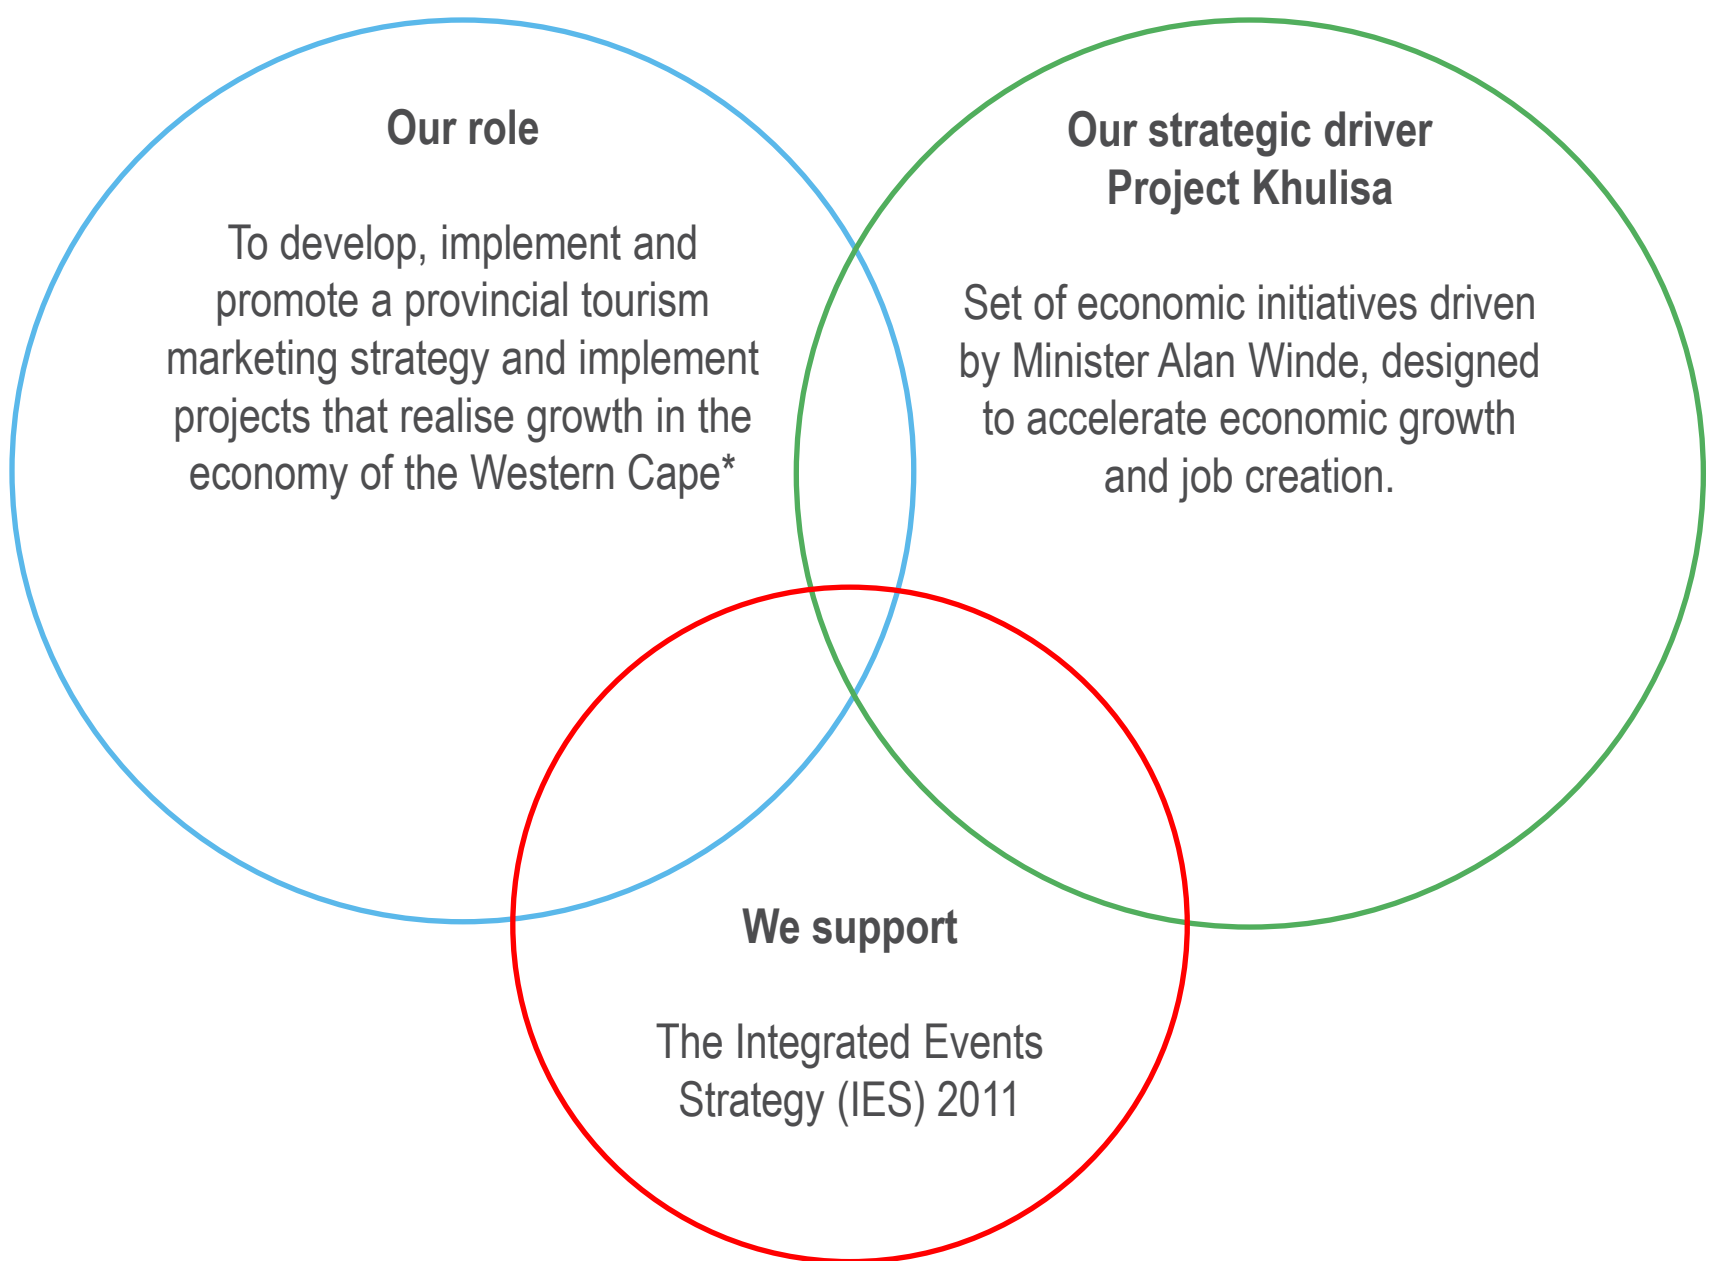 Our role
To develop, implement and
promote a provincial tourism
marketing strategy and implement
projects that realise growth in the
economy of the Western Cape*
Our strategic driver
Project Khulisa
Set of economic initiatives driven
by Minister Alan Winde, designed
to accelerate economic growth
and job creation.
We support
The Integrated Events
Strategy (IES) 2011